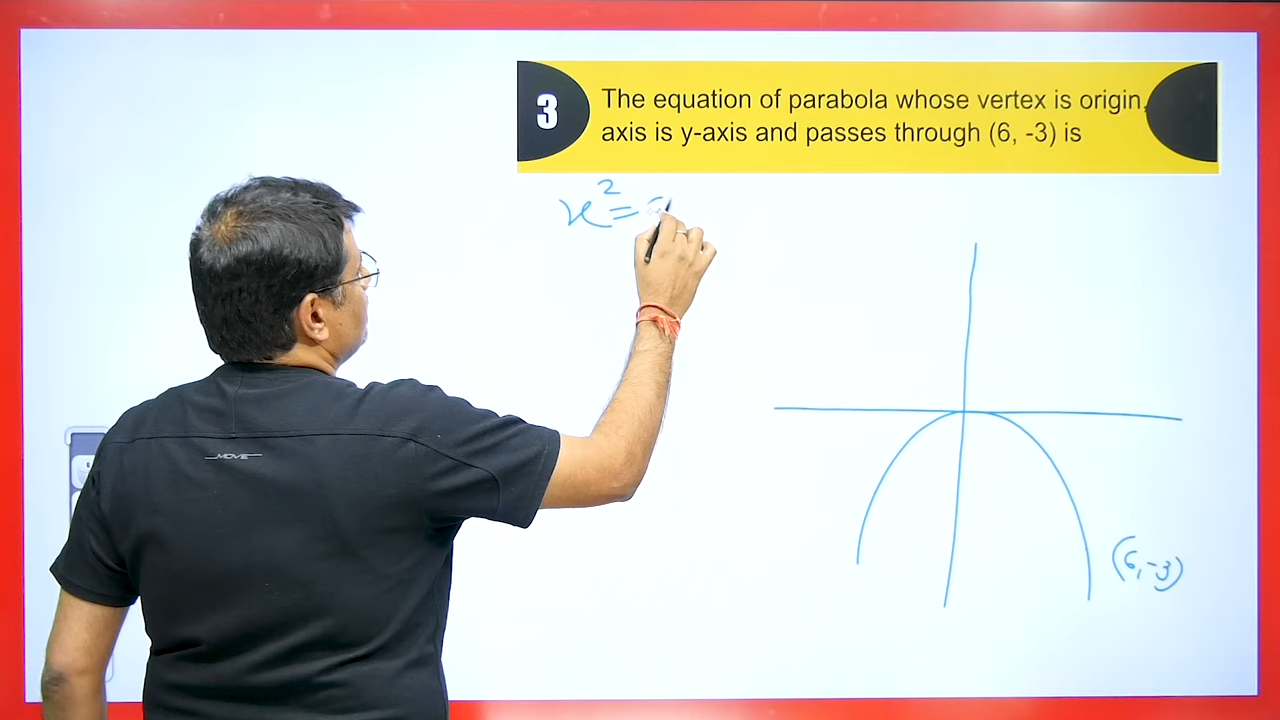 3
The equation of parabola whose vertex is origin,
axis is y-axis and passes through (6, -3) is
x² =
(6, -3)
MOVE